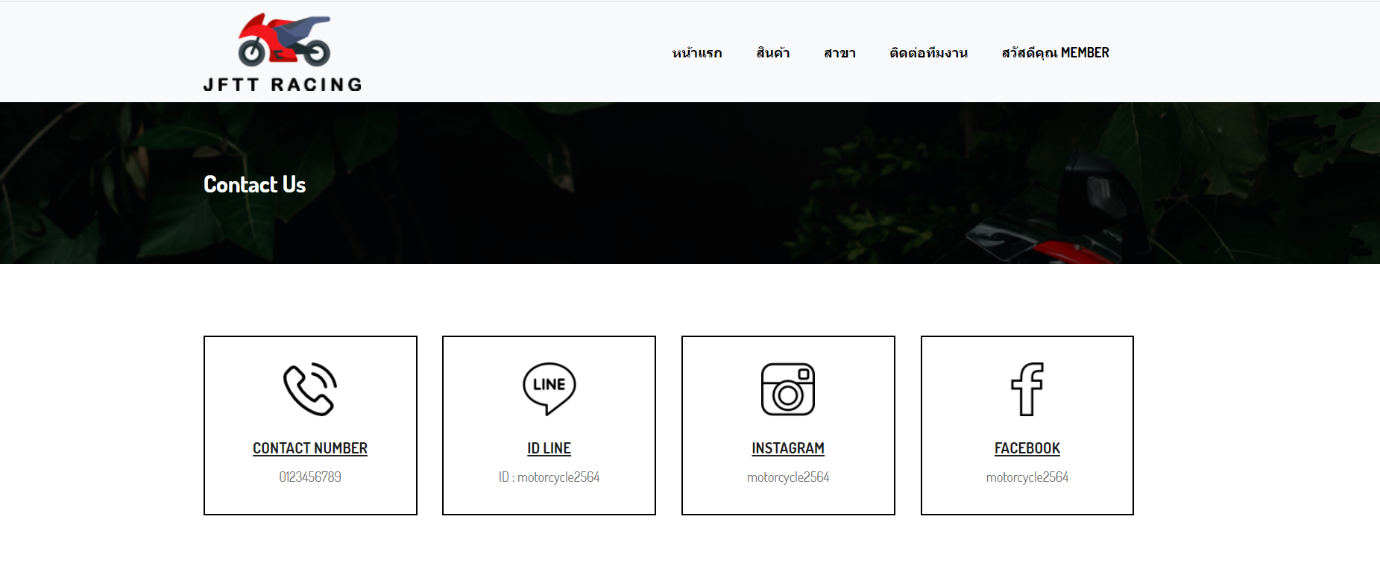 JFTT RACING
หน้าแรก
สินค้า
สาขา
ติดต่อทีมงาน
สวัสดีคุณ MEMBER
Contact Us
LINE
CONTACT NUMBER
0123456789
ID LINE
ID : motorcycle2564
INSTAGRAM
motorcycle2564
FACEBOOK
motorcycle2564